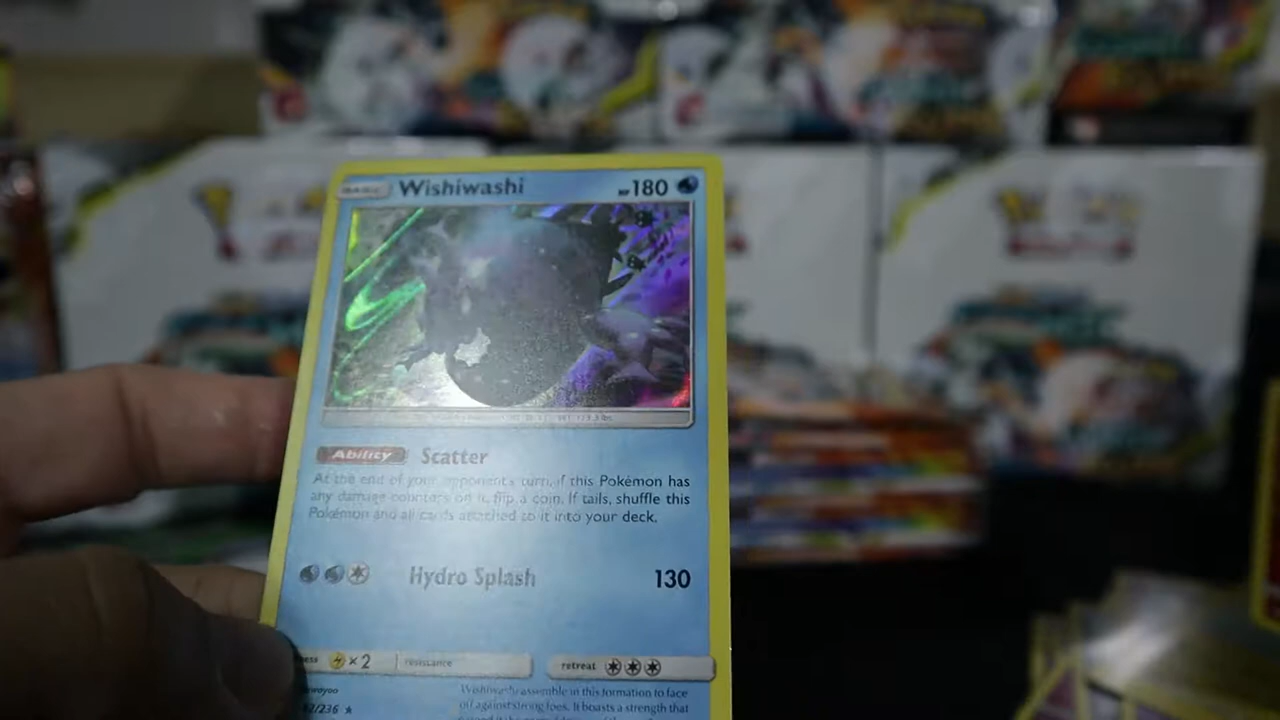 BASIC Wishiwashi HP 180
Ability Scatter
At the end of your opponent's turn, if this Pokémon has
any damage counters on it, flip a coin. If tails, shuffle this
Pokémon and all cards attached to it into your deck.
Hydro Splash 130
×2 resistance retreat
/236
Wishiwashi assemble in this formation to face
off against strong foes. It boasts a strength that